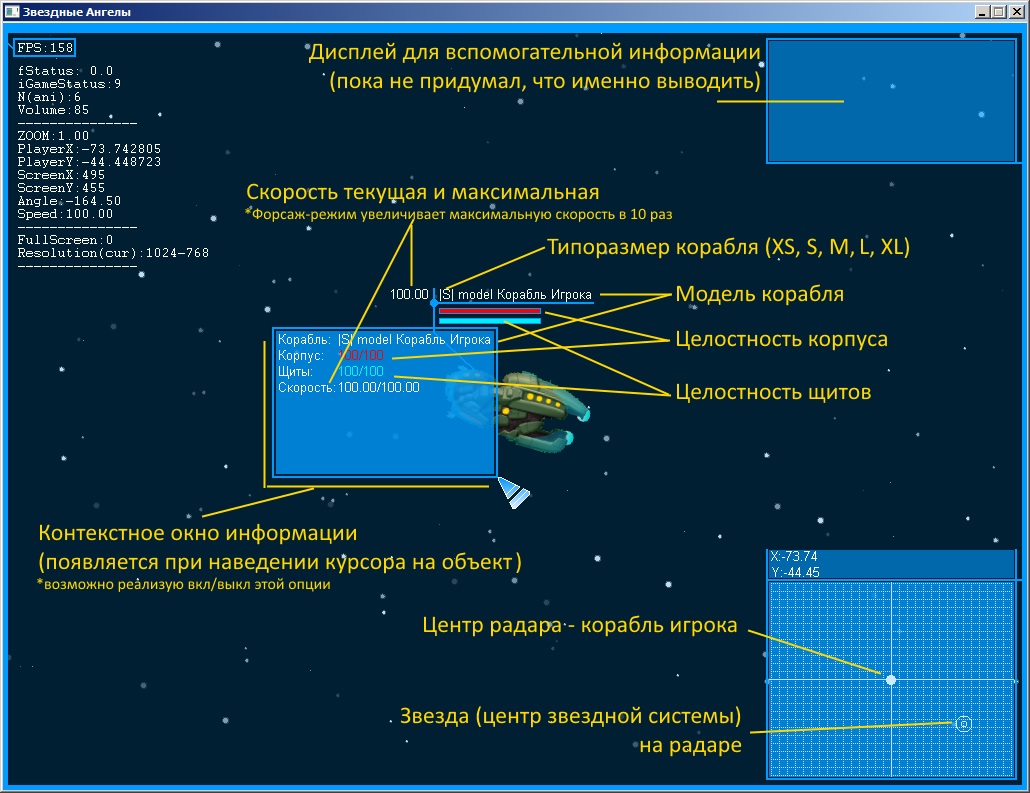 Звездные Ангелы
FPS:158
fStatus: 0.0
iGameStatus:9
N(ani):6
Volume:85
---------------
ZOOM:1.00
PlayerX:-73.742805
PlayerY:-44.448723
ScreenX:495
ScreenY:455
Angle:-164.50
Speed:100.00
---------------
FullScreen:0
Resolution(cur):1024-768
---------------
Дисплей для вспомогательной информации
(пока не придумал, что именно выводить)
Скорость текущая и максимальная
*Форсаж-режим увеличивает максимальную скорость в 10 раз
Типоразмер корабля (XS, S, M, L, XL)
100.00 |S| model Корабль Игрока
Модель корабля
Целостность корпуса
Целостность щитов
Корабль: |S| model Корабль Игрока
Корпус: 100/100
Щиты: 100/100
Скорость:100.00/100.00
Контекстное окно информации
(появляется при наведении курсора на объект)
*возможно реализую вкл/выкл этой опции
X:-73.74
Y:-44.45
Центр радара - корабль игрока
Звезда (центр звездной системы)
на радаре